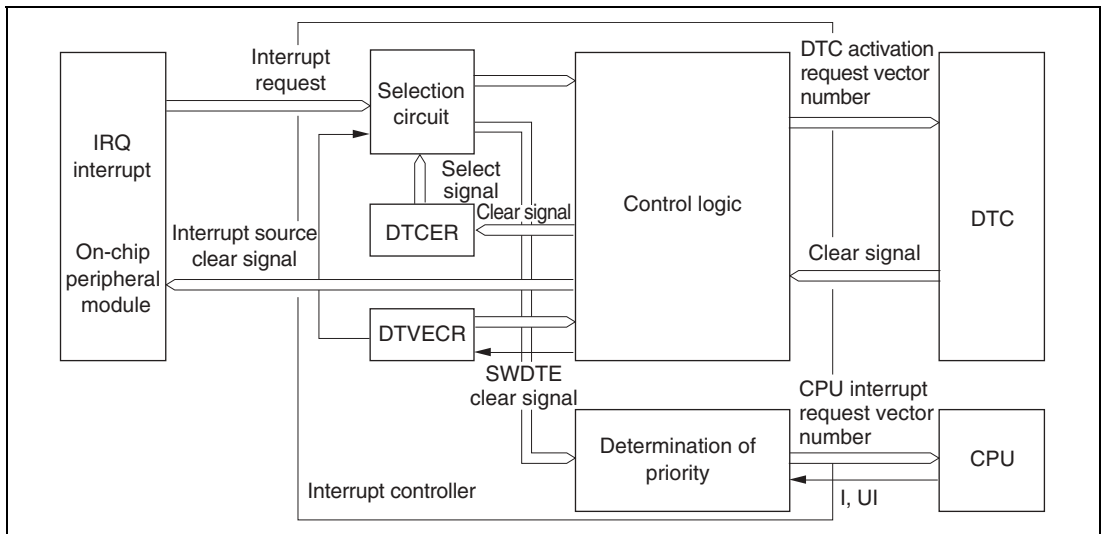 IRQ
interrupt
On-chip
peripheral
module
Interrupt
request
Selection
circuit
Select
signal
DTCER
Clear signal
Interrupt source
clear signal
DTVECR
SWDTE
clear signal
Control logic
DTC activation
request vector
number
DTC
Clear signal
Determination of
priority
CPU interrupt
request vector
number
CPU
I, UI
Interrupt controller